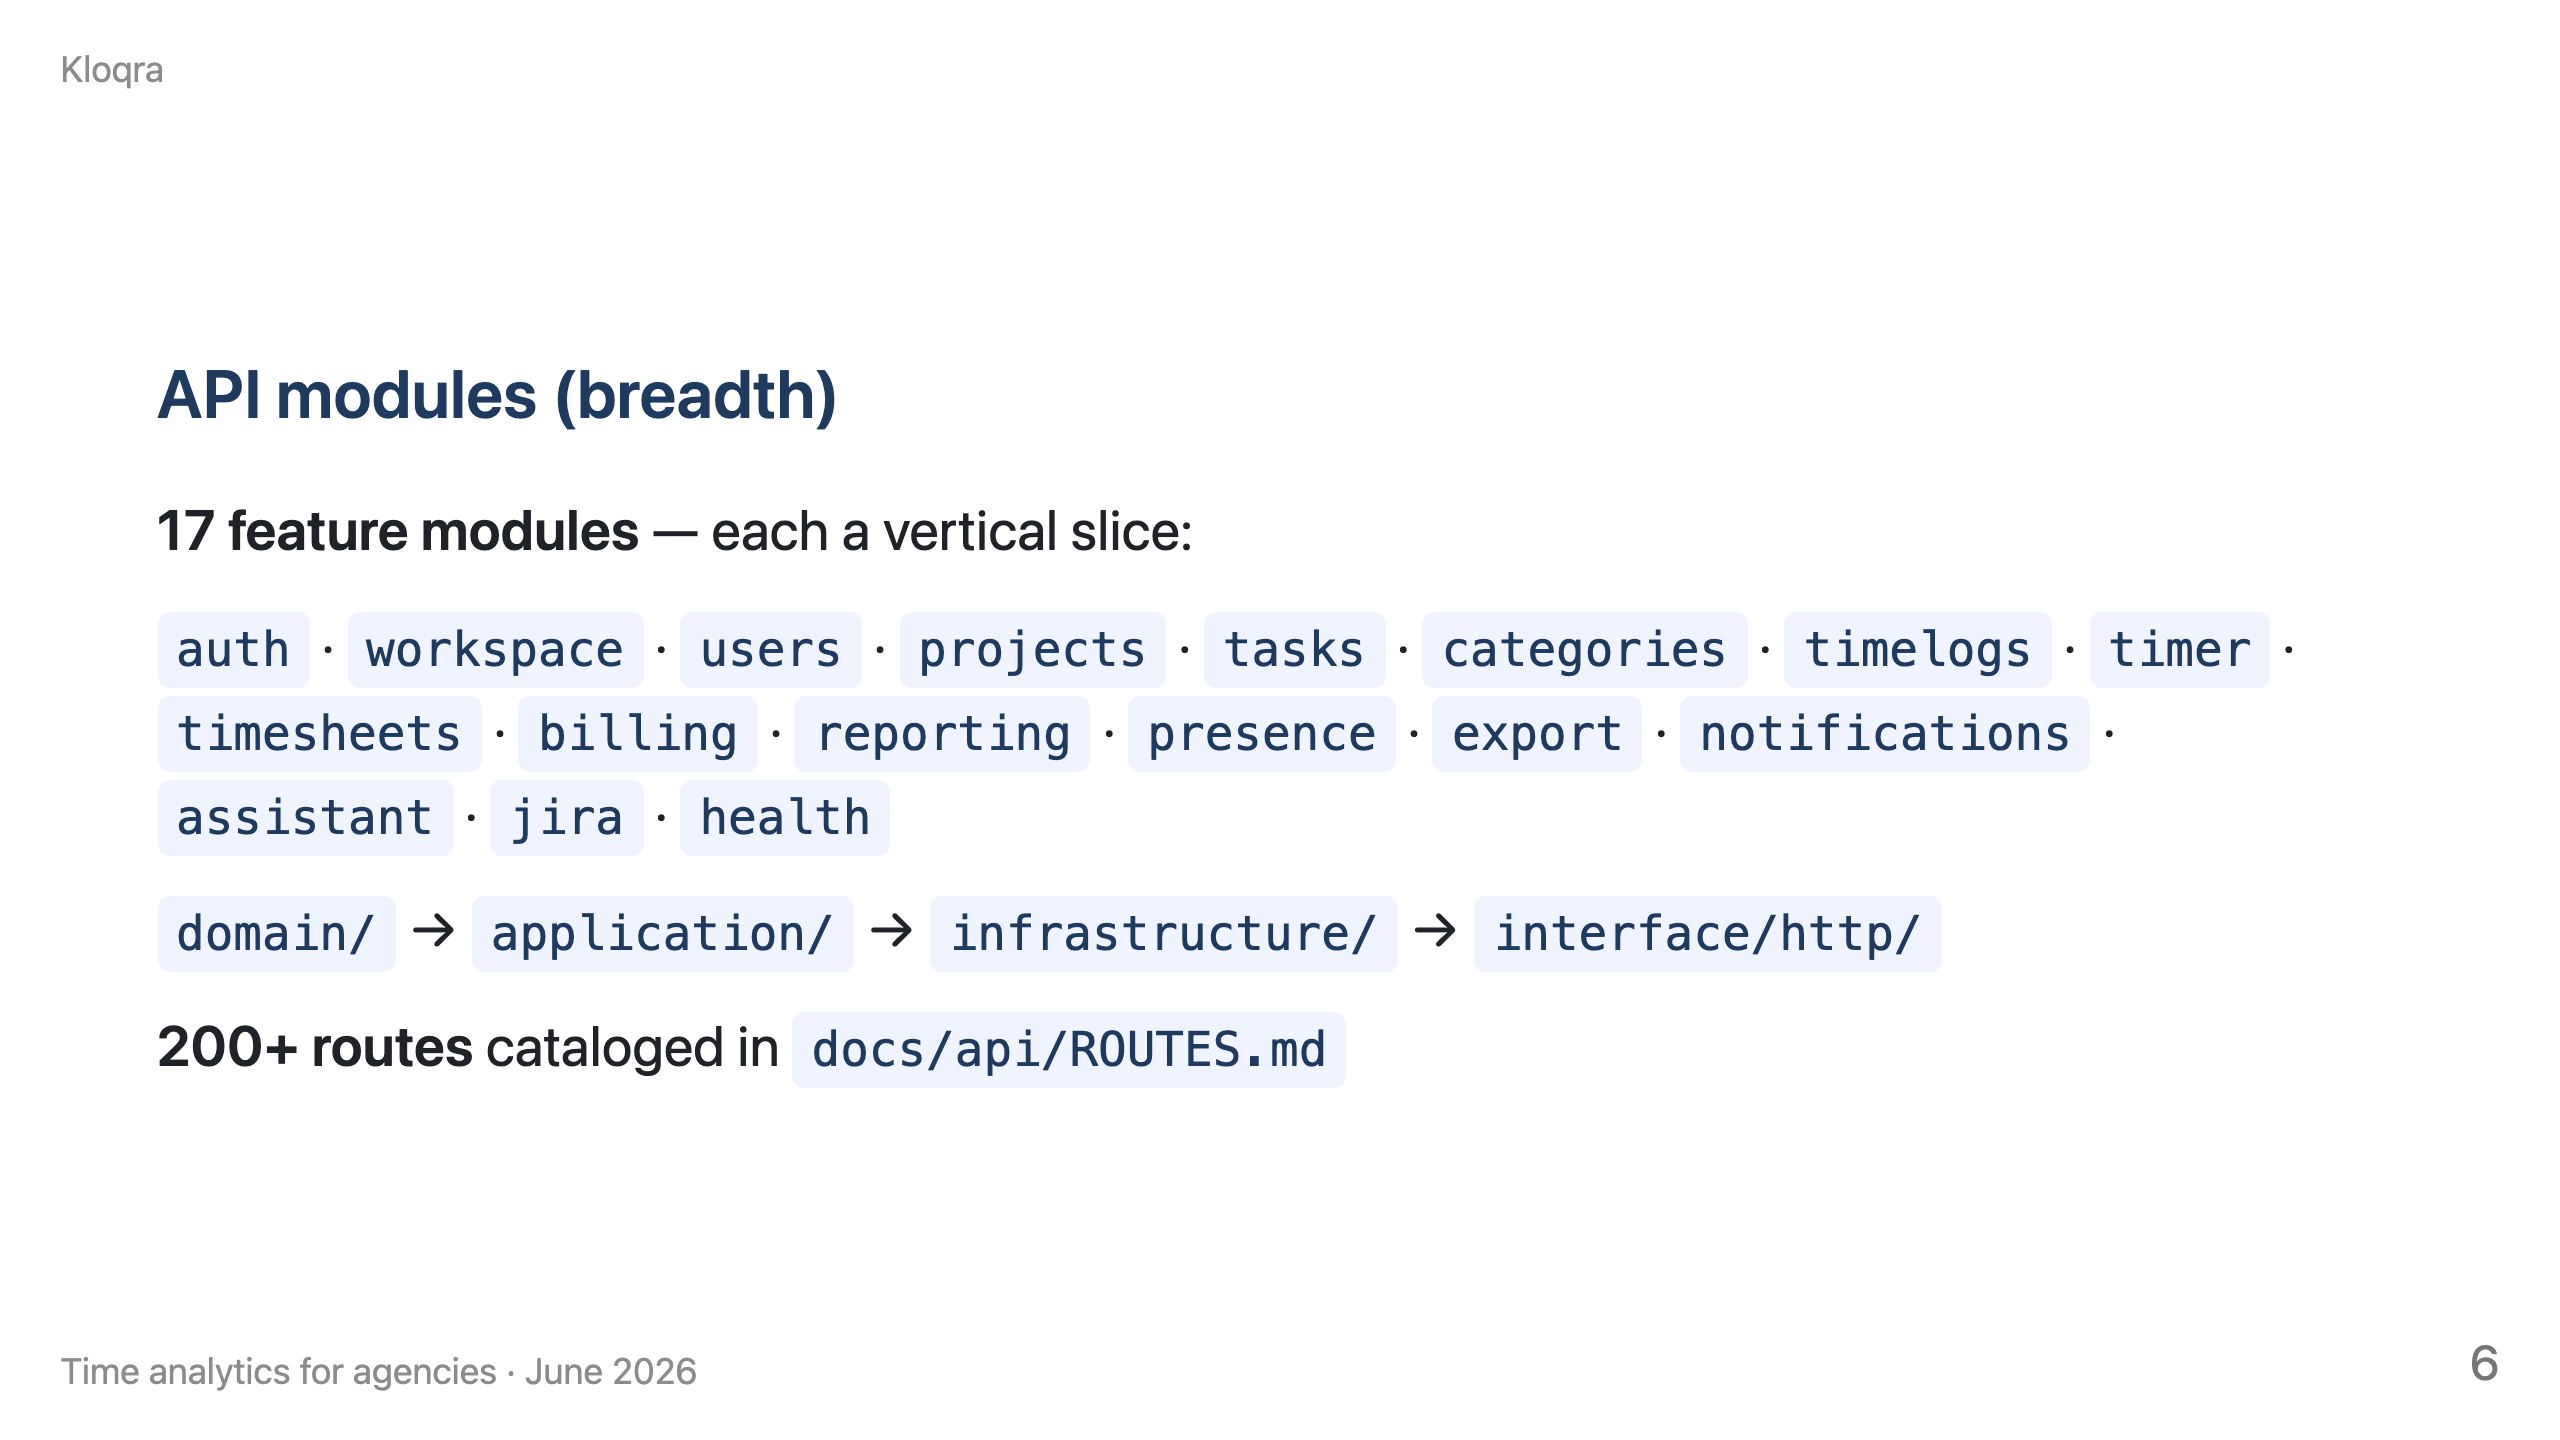 Kloqra
API modules (breadth)
17 feature modules — each a vertical slice:
auth · workspace · users · projects · tasks · categories · timelogs · timer ·
timesheets · billing · reporting · presence · export · notifications ·
assistant · jira · health
domain/ → application/ → infrastructure/ → interface/http/
200+ routes cataloged in docs/api/ROUTES.md
Time analytics for agencies · June 2026
6